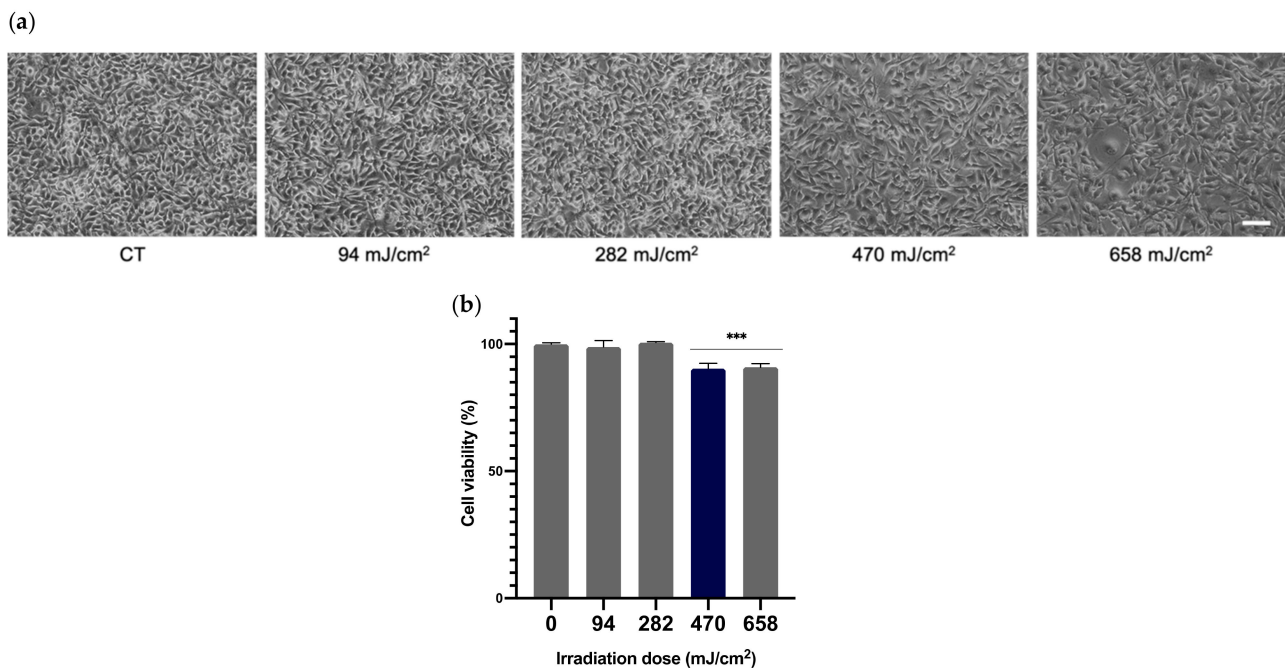 (a)
CT
94 mJ/cm²
282 mJ/cm²
470 mJ/cm²
658 mJ/cm²
(b)
***
100
50
0
Cell viability (%)
0 94 282 470 658
Irradiation dose (mJ/cm²)